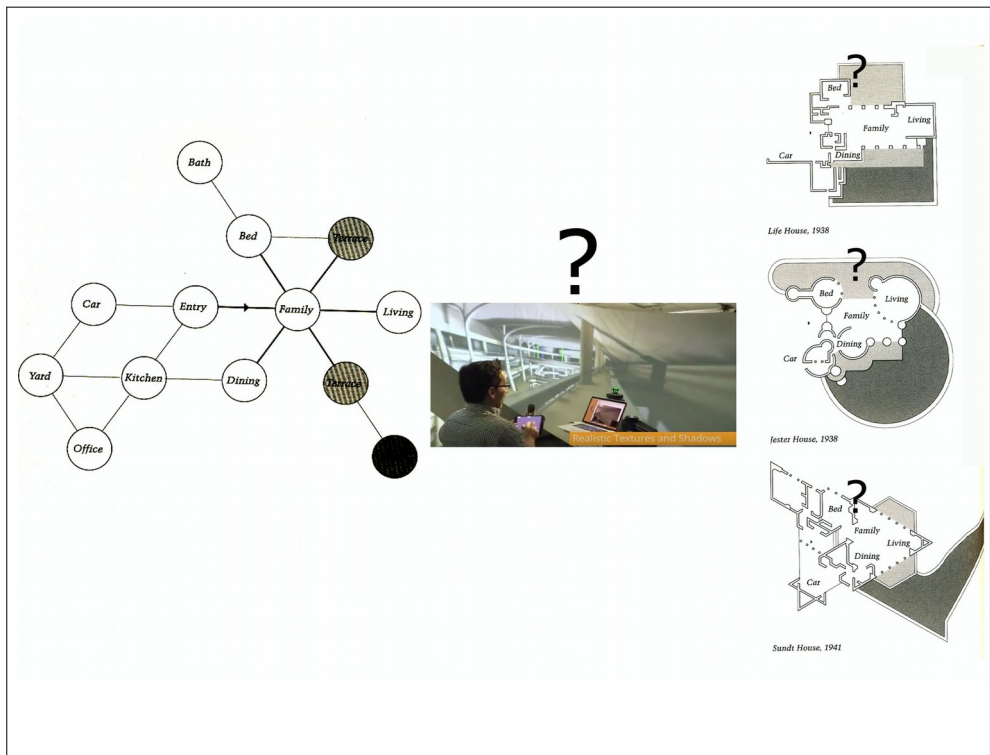 Bath
Bed
Terrace
Car
Entry
Family
Living
Yard
Kitchen
Dining
Terrace
Office
?
Realistic Textures and Shadows
?
Bed
Living
Family
Car
Dining
Life House, 1938
?
Bed
Living
Family
Dining
Car
Jester House, 1938
?
Bed
Family
Living
Dining
Car
Sundt House, 1941